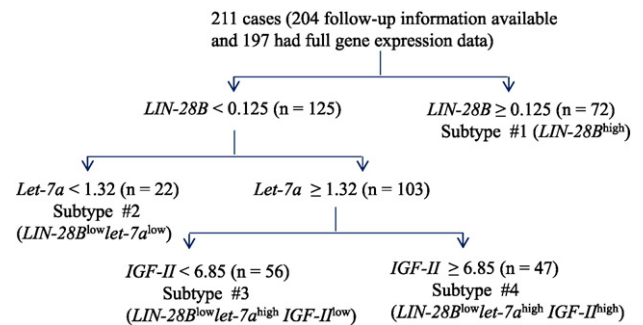 211 cases (204 follow-up information available
and 197 had full gene expression data)
LIN-28B < 0.125 (n = 125)
LIN-28B ≥ 0.125 (n = 72)
Subtype #1 (LIN-28Bhigh)
Let-7a < 1.32 (n = 22)
Subtype #2
(LIN-28Blowlet-7alow)
Let-7a ≥ 1.32 (n = 103)
IGF-II < 6.85 (n = 56)
Subtype #3
(LIN-28Blowlet-7ahigh IGF-IIlow)
IGF-II ≥ 6.85 (n = 47)
Subtype #4
(LIN-28Blowlet-7ahigh IGF-IIhigh)